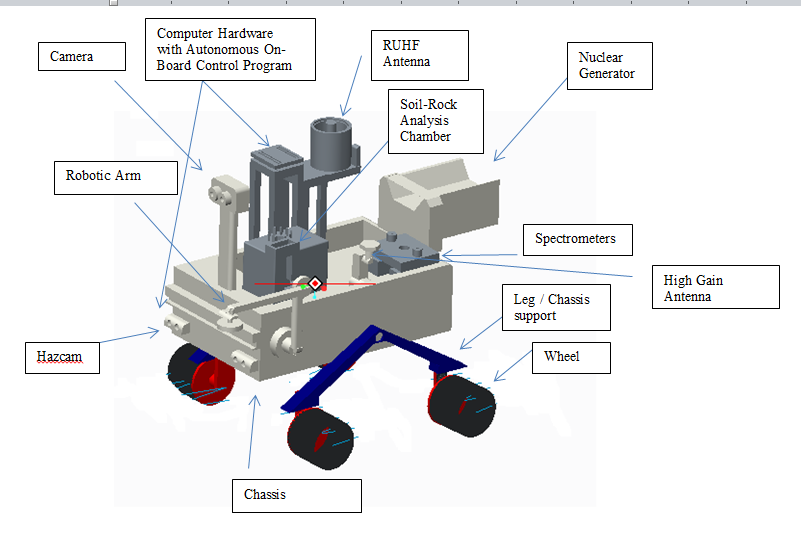 Computer Hardware
with Autonomous On-
Board Control Program
RUHF
Antenna
Camera
Nuclear
Generator
Soil-Rock
Analysis
Chamber
Robotic Arm
Spectrometers
High Gain
Antenna
Leg / Chassis
support
Hazcam
Wheel
Chassis